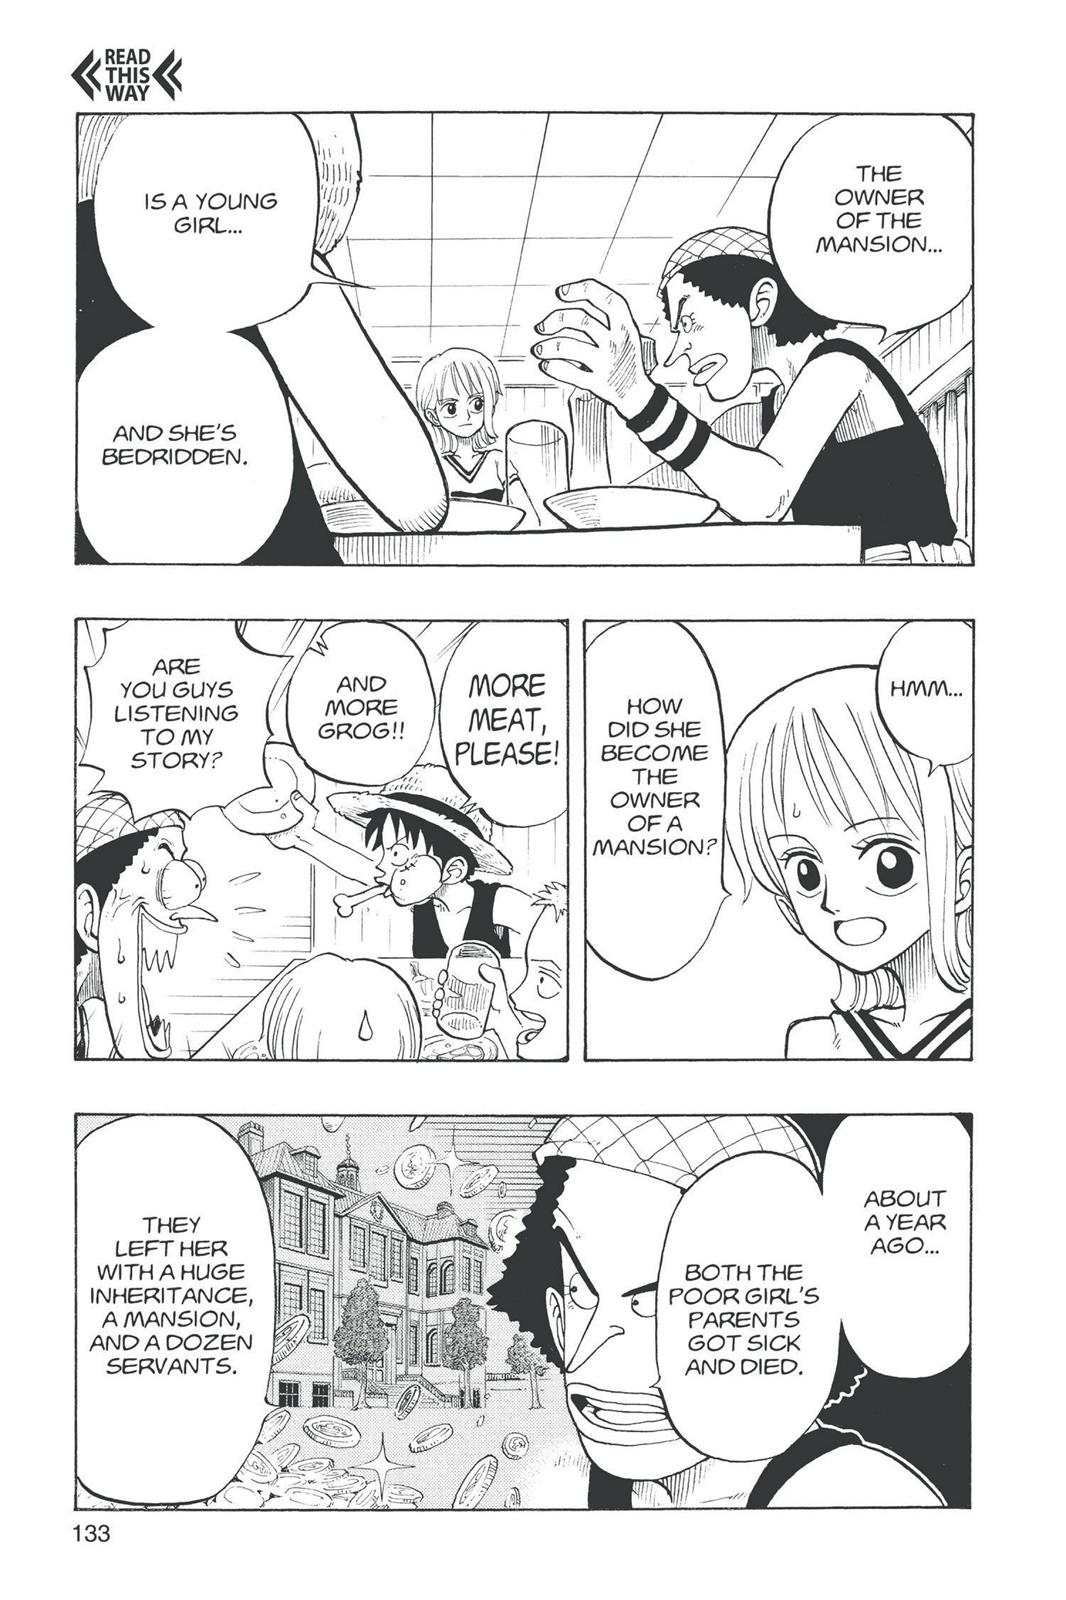 READ
THIS
WAY
THE
OWNER
OF THE
MANSION...
IS A YOUNG
GIRL...
AND SHE'S
BEDRIDDEN.
HMM...
HOW
DID SHE
BECOME
THE
OWNER
OF A
MANSION?
MORE
MEAT,
PLEASE!
AND
MORE
GROG!!
ARE
YOU GUYS
LISTENING
TO MY
STORY?
ABOUT
A YEAR
AGO...
BOTH THE
POOR GIRL'S
PARENTS
GOT SICK
AND DIED.
THEY
LEFT HER
WITH A HUGE
INHERITANCE,
A MANSION,
AND A DOZEN
SERVANTS.
133